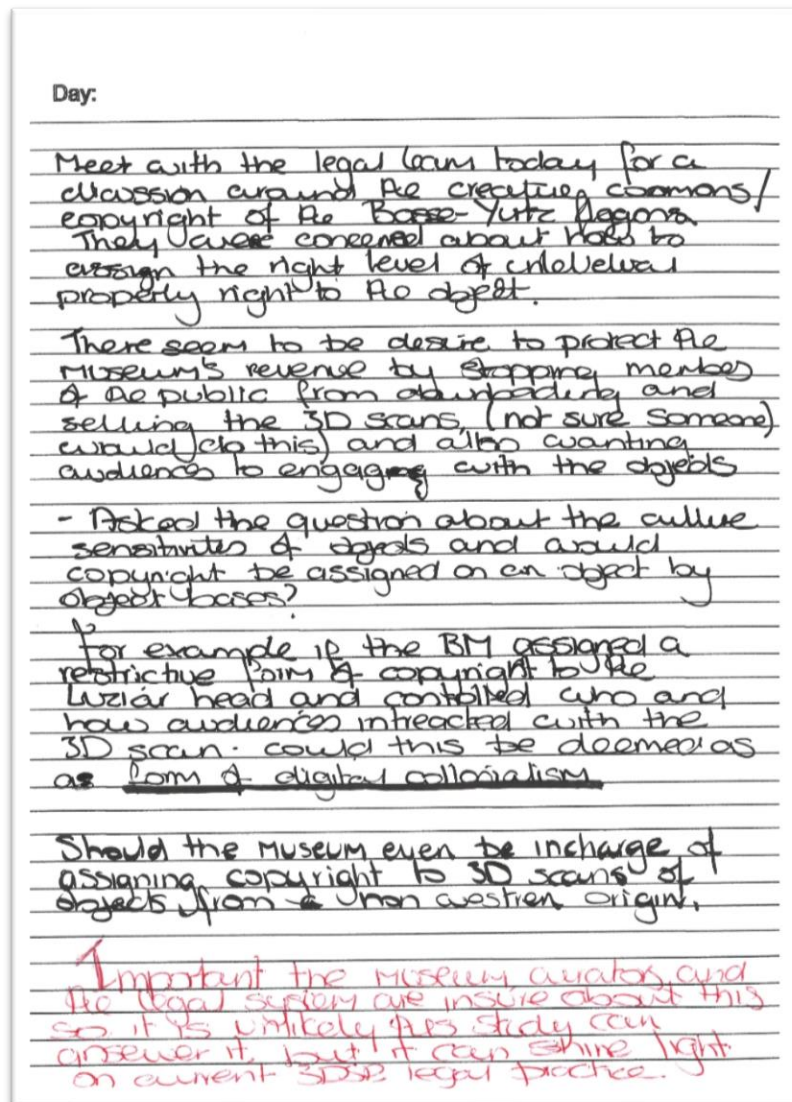 Day:
Meet with the legal team today for a
discussion around the creative commons/
copyright of the Basse-Yutz flagons
They were concerned about how to
assign the right level of
property right to the object.
There seem to be desire to protect the
Museum's revenue by stopping members
of the public from downloading and
selling the 3D scans, (not sure someone)
would (do this) and also wanting
audiences to engage with the objects
- Asked the question about the culture
sensitivites of objects and would
copyright be assigned on an object by
object bases?
for example if the BM assigned a
restrictive form of copyright to the
Luzia's head and controlled who and
how audiences intreacted with the
3D scan. could this be deemed as
as form of digital collonialism
Should the museum even be incharge of
assigning copyright to 3D scans of
objects from a non westren origin.
Important the museum, curators, and
the legal system are insure about this
so it is unlikely this study can
answer it, but it can shine light
on current 3DSR legal practice.